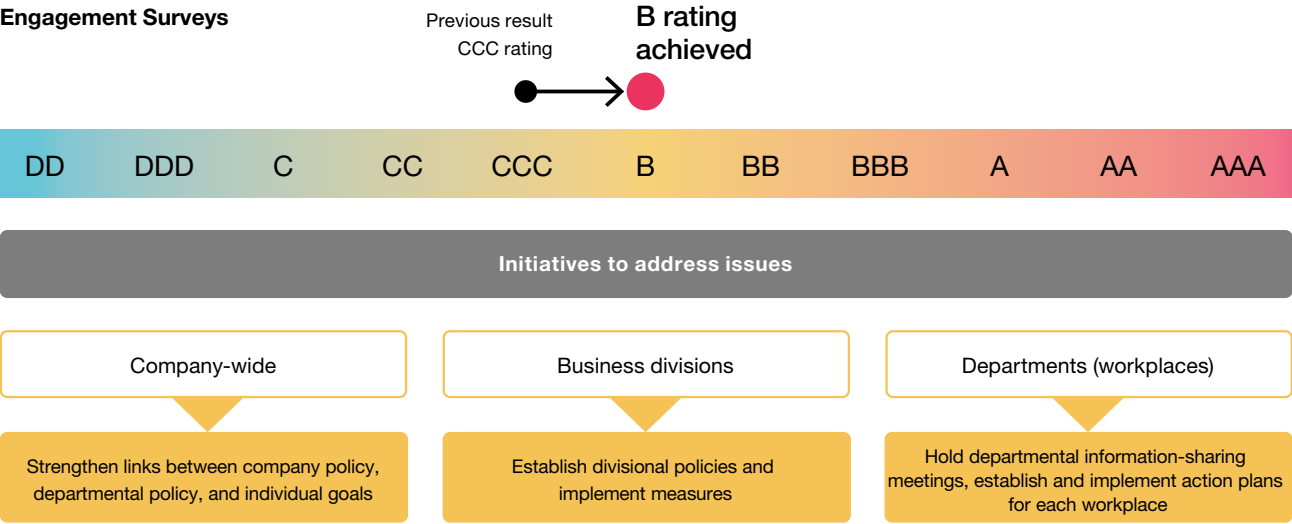 Engagement Surveys
Previous result
CCC rating
B rating
achieved
DD DDD C CC CCC B BB BBB A AA AAA
Initiatives to address issues
Company-wide
Business divisions
Departments (workplaces)
Strengthen links between company policy,
departmental policy, and individual goals
Establish divisional policies and
implement measures
Hold departmental information-sharing
meetings, establish and implement action plans
for each workplace